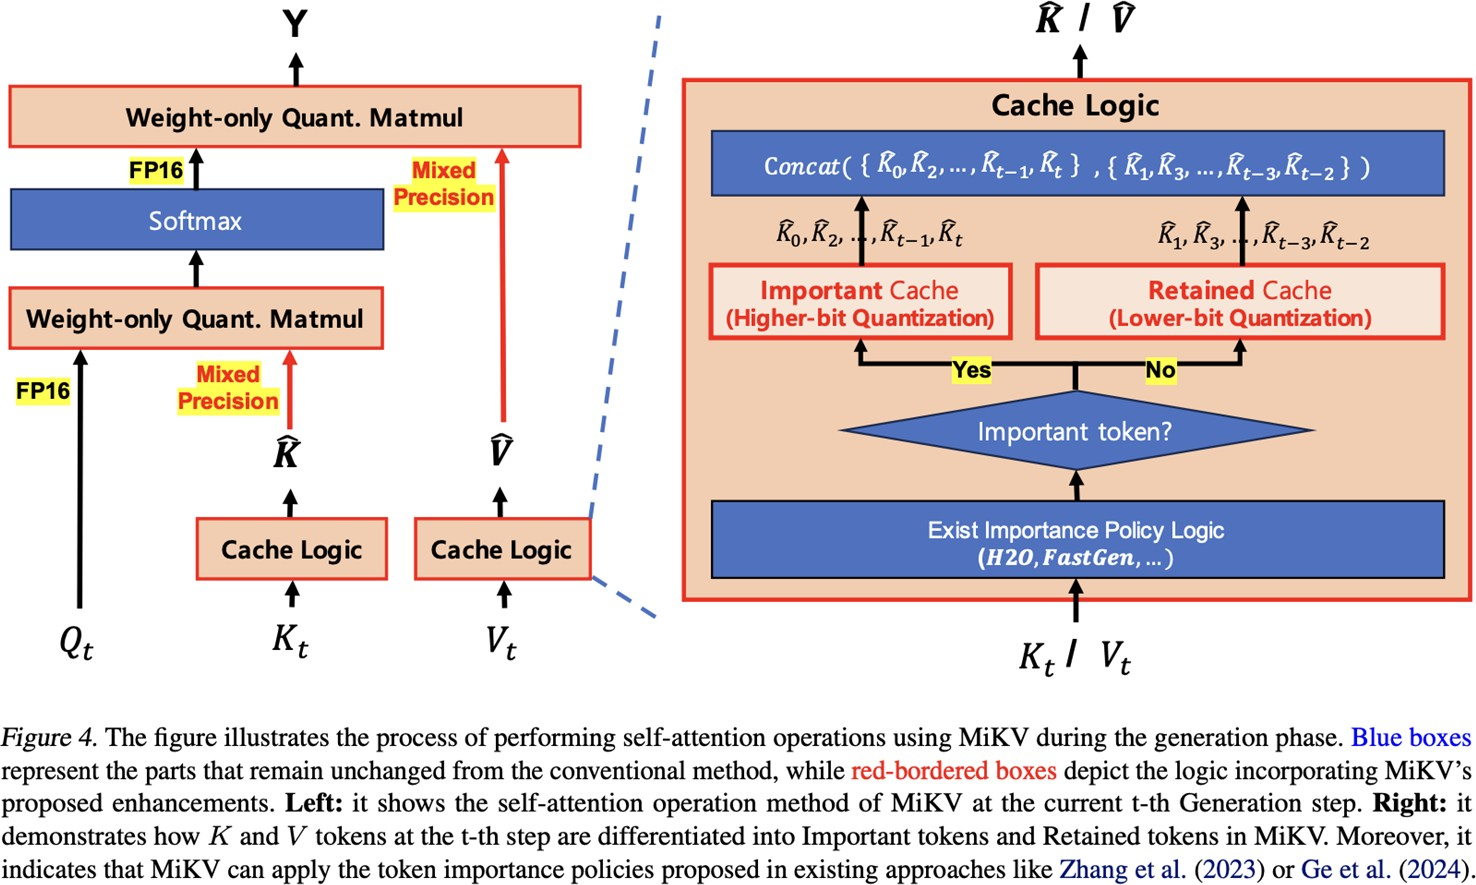 Y
Weight-only Quant. Matmul
FP16
Mixed
Precision
Softmax
Weight-only Quant. Matmul
FP16
Mixed
Precision
K̂
V̂
Cache Logic
Cache Logic
Qₜ
Kₜ
Vₜ
K̂ / V̂
Cache Logic
Concat( { K̂₀, K̂₂, ..., K̂ₜ₋₁, K̂ₜ } , { K̂₁, K̂₃, ..., K̂ₜ₋₃, K̂ₜ₋₂ } )
K̂₀, K̂₂, ..., K̂ₜ₋₁, K̂ₜ
K̂₁, K̂₃, ..., K̂ₜ₋₃, K̂ₜ₋₂
Important Cache
(Higher-bit Quantization)
Retained Cache
(Lower-bit Quantization)
Yes
No
Important token?
Exist Importance Policy Logic
(H2O, FastGen, ...)
Kₜ / Vₜ
Figure 4. The figure illustrates the process of performing self-attention operations using MiKV during the generation phase. Blue boxes
represent the parts that remain unchanged from the conventional method, while red-bordered boxes depict the logic incorporating MiKV's
proposed enhancements. Left: it shows the self-attention operation method of MiKV at the current t-th Generation step. Right: it
demonstrates how K and V tokens at the t-th step are differentiated into Important tokens and Retained tokens in MiKV. Moreover, it
indicates that MiKV can apply the token importance policies proposed in existing approaches like Zhang et al. (2023) or Ge et al. (2024).